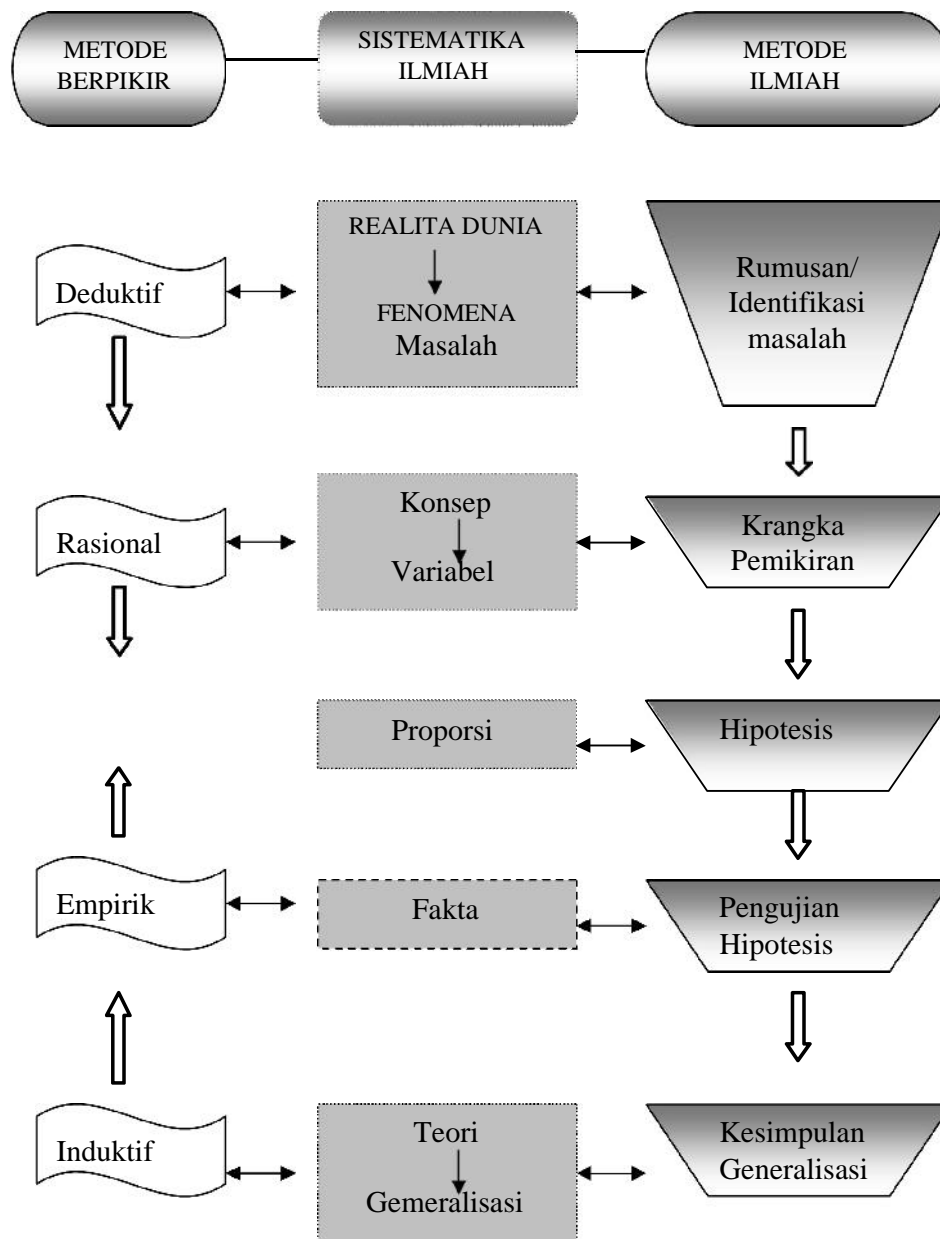 METODE
BERPIKIR
SISTEMATIKA
ILMIAH
METODE
ILMIAH
Deduktif
REALITA DUNIA
FENOMENA
Masalah
Rumusan/
Identifikasi
masalah
Rasional
Konsep
Variabel
Krangka
Pemikiran
Proporsi
Hipotesis
Empirik
Fakta
Pengujian
Hipotesis
Induktif
Teori
Gemeralisasi
Kesimpulan
Generalisasi